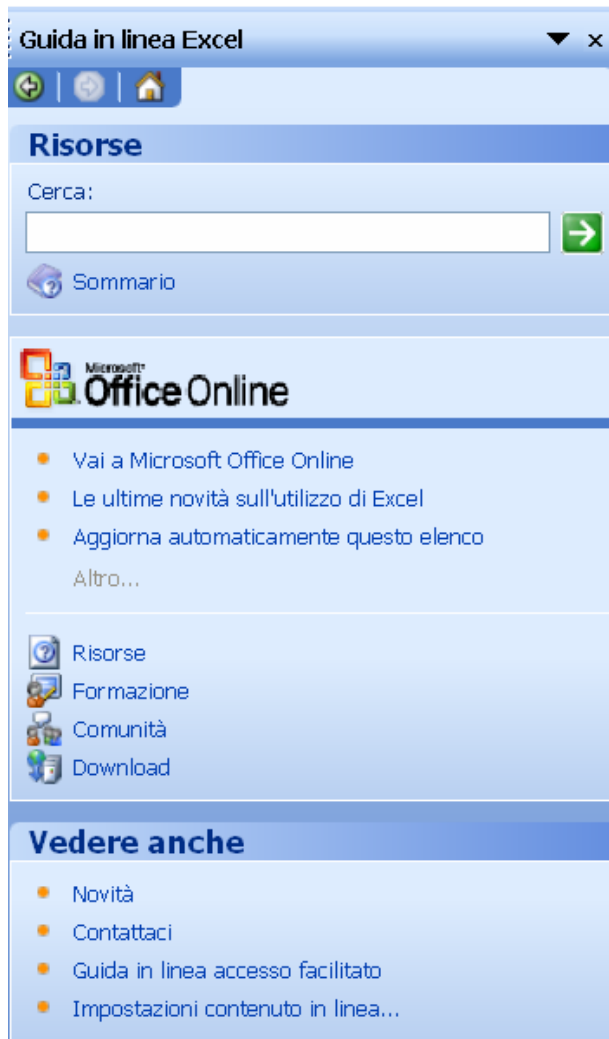 Guida in linea Excel
Risorse
Cerca:
Sommario
Microsoft
Office Online
Vai a Microsoft Office Online
Le ultime novità sull'utilizzo di Excel
Aggiorna automaticamente questo elenco
Altro...
Risorse
Formazione
Comunità
Download
Vedere anche
Novità
Contattaci
Guida in linea accesso facilitato
Impostazioni contenuto in linea...